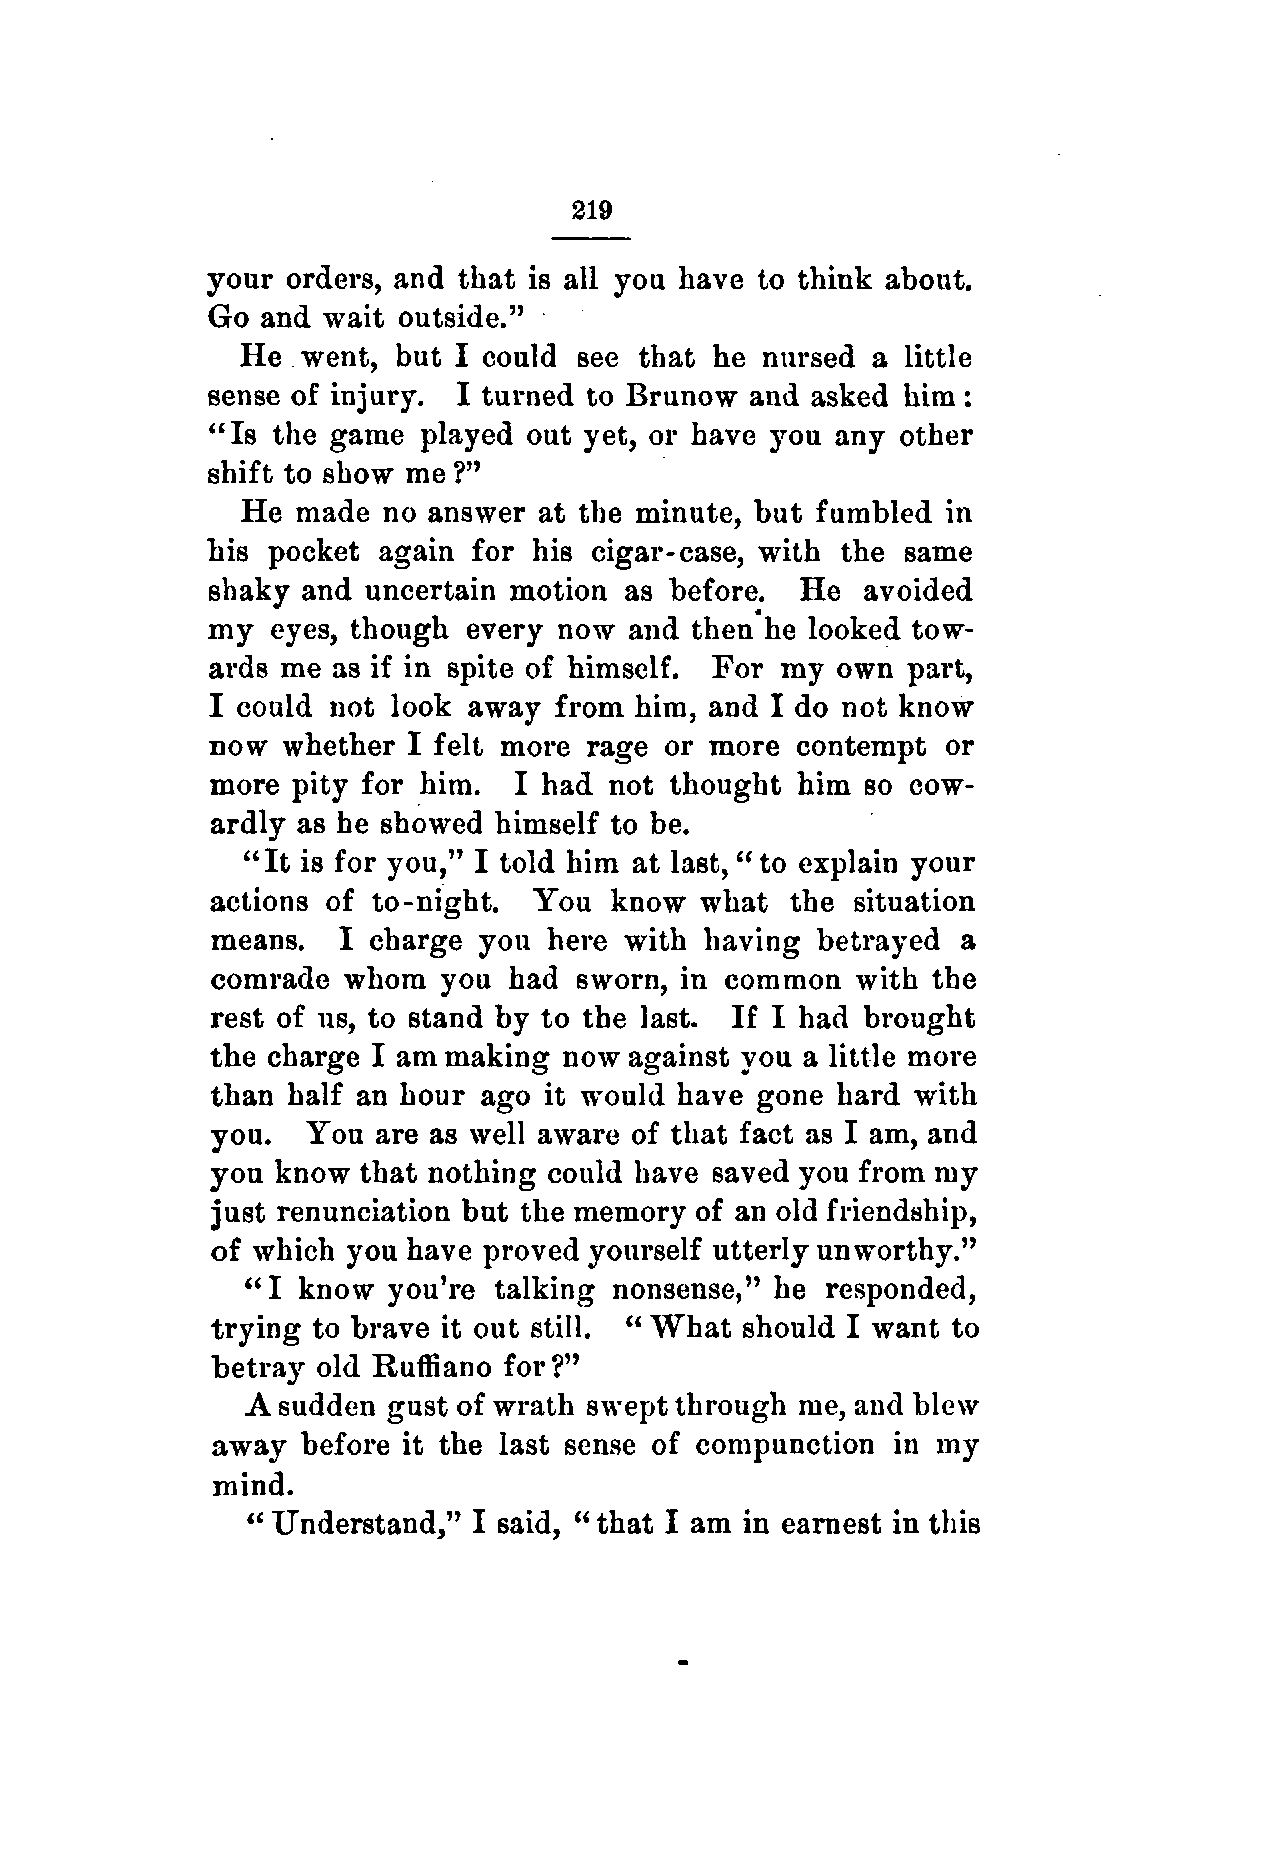 219
your orders, and that is all you have to think about.
Go and wait outside."
He went, but I could see that he nursed a little
sense of injury. I turned to Brunow and asked him:
"Is the game played out yet, or have you any other
shift to show me?"
He made no answer at the minute, but fumbled in
his pocket again for his cigar-case, with the same
shaky and uncertain motion as before. He avoided
my eyes, though every now and then he looked tow-
ards me as if in spite of himself. For my own part,
I could not look away from him, and I do not know
now whether I felt more rage or more contempt or
more pity for him. I had not thought him so cow-
ardly as he showed himself to be.
"It is for you," I told him at last, "to explain your
actions of to-night. You know what the situation
means. I charge you here with having betrayed a
comrade whom you had sworn, in common with the
rest of us, to stand by to the last. If I had brought
the charge I am making now against you a little more
than half an hour ago it would have gone hard with
you. You are as well aware of that fact as I am, and
you know that nothing could have saved you from my
just renunciation but the memory of an old friendship,
of which you have proved yourself utterly unworthy."
"I know you're talking nonsense," he responded,
trying to brave it out still. "What should I want to
betray old Ruffiano for?"
A sudden gust of wrath swept through me, and blew
away before it the last sense of compunction in my
mind.
"Understand," I said, "that I am in earnest in this